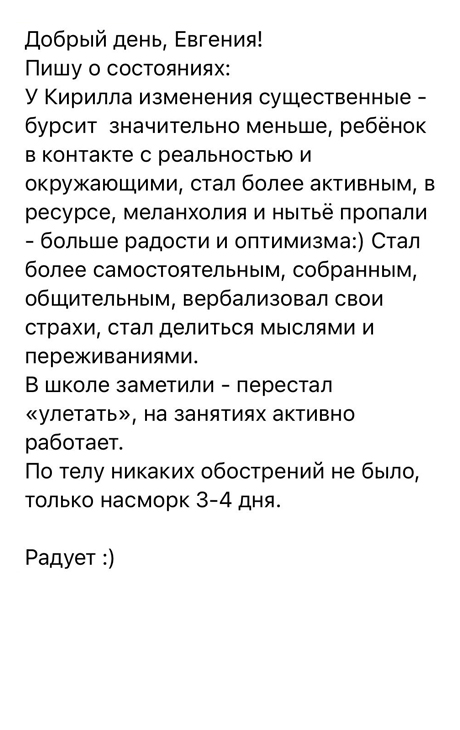 Добрый день, Евгения!
Пишу о состояниях:
У Кирилла изменения существенные -
бурсит  значительно меньше, ребёнок
в контакте с реальностью и
окружающими, стал более активным, в
ресурсе, меланхолия и нытьё пропали
- больше радости и оптимизма:) Стал
более самостоятельным, собранным,
общительным, вербализовал свои
страхи, стал делиться мыслями и
переживаниями.
В школе заметили - перестал
«улетать», на занятиях активно
работает.
По телу никаких обострений не было,
только насморк 3-4 дня.

Радует :)